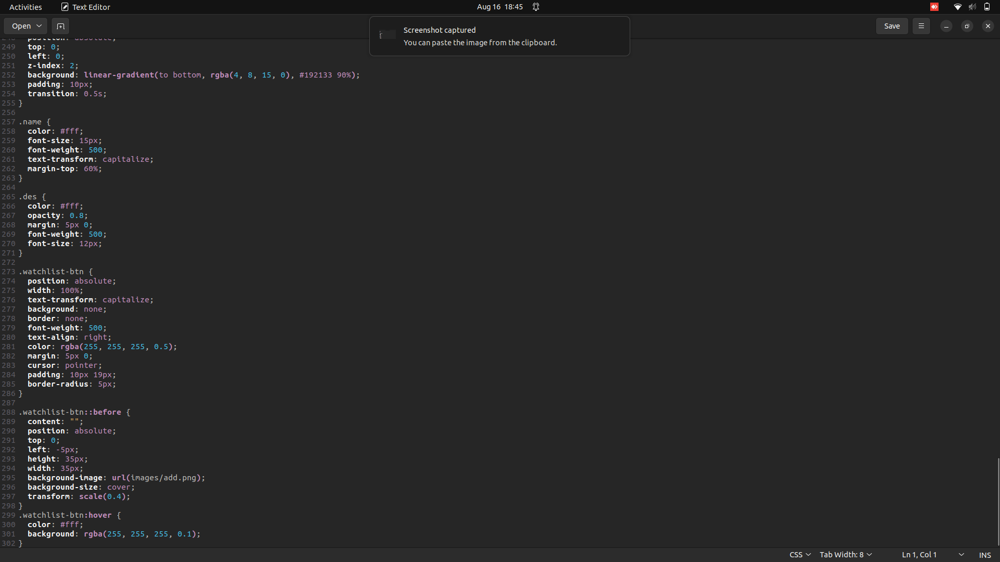 Activities
Text Editor
Aug 16 18:45
Open
Save
Screenshot captured
You can paste the image from the clipboard.
248 position: absolute;
249 top: 0;
250 left: 0;
251 z-index: 2;
252 background: linear-gradient(to bottom, rgba(4, 8, 15, 0), #192133 90%);
253 padding: 10px;
254 transition: 0.5s;
255 }
256
257 .name {
258 color: #fff;
259 font-size: 15px;
260 font-weight: 500;
261 text-transform: capitalize;
262 margin-top: 60%;
263 }
264
265 .des {
266 color: #fff;
267 opacity: 0.8;
268 margin: 5px 0;
269 font-weight: 500;
270 font-size: 12px;
271 }
272
273 .watchlist-btn {
274 position: absolute;
275 width: 100%;
276 text-transform: capitalize;
277 background: none;
278 border: none;
279 font-weight: 500;
280 text-align: right;
281 color: rgba(255, 255, 255, 0.5);
282 margin: 5px 0;
283 cursor: pointer;
284 padding: 10px 19px;
285 border-radius: 5px;
286 }
287
288 .watchlist-btn::before {
289 content: "";
290 position: absolute;
291 top: 0;
292 left: -5px;
293 height: 35px;
294 width: 35px;
295 background-image: url(images/add.png);
296 background-size: cover;
297 transform: scale(0.4);
298 }
299 .watchlist-btn:hover {
300 color: #fff;
301 background: rgba(255, 255, 255, 0.1);
302 }
CSS
Tab Width: 8
Ln 1, Col 1
INS